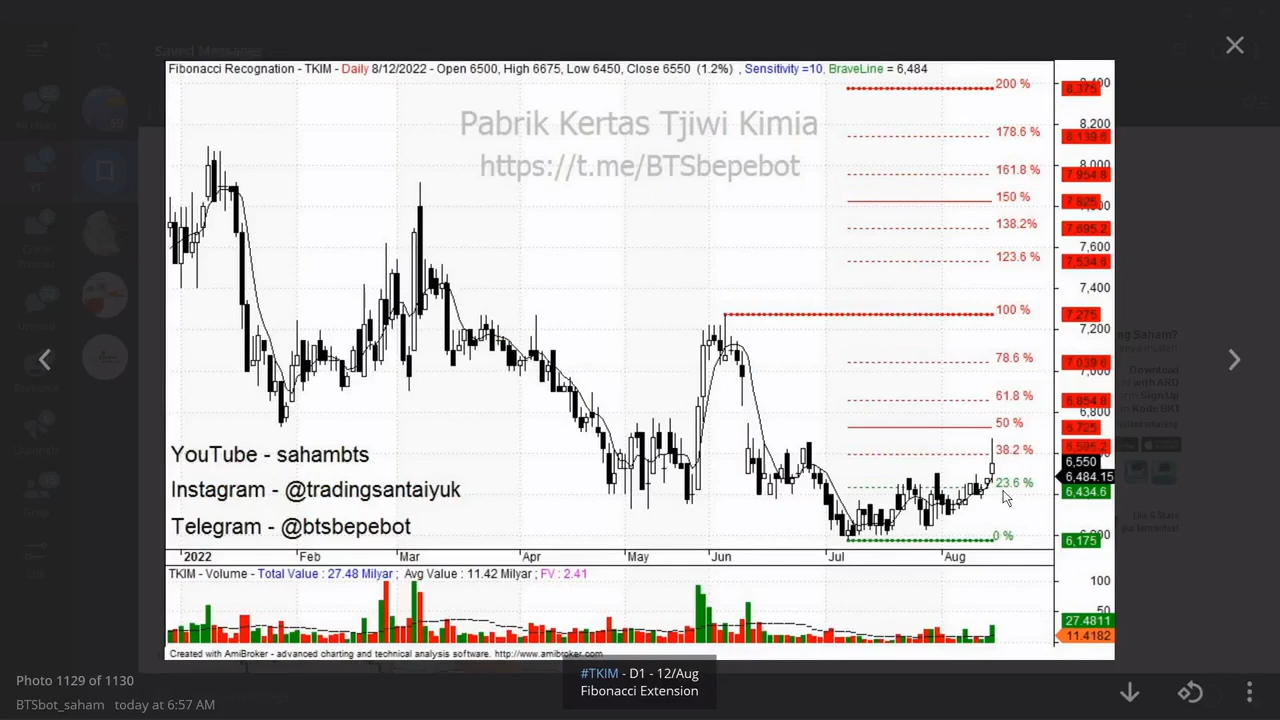 Saved Messages
Fibonacci Recognation - TKIM - Daily 8/12/2022 - Open 6500, High 6675, Low 6450, Close 6550 (1.2%) , Sensitivity =10, BraveLine = 6,484
Pabrik Kertas Tjiwi Kimia
https://t.me/BTSbepebot
200 %
8,375
178.6 %
8,139.6
8,200
161.8 %
7,954.8
8,000
150 %
7,825
138.2%
7,695.2
7,600
123.6 %
7,534.6
7,400
100 %
7,275
7,200
78.6 %
7,039.6
7,000
61.8 %
6,854.8
6,800
50 %
6,725
38.2 %
6,595.2
6,550
6,484.15
23.6 %
6,434.6
0 %
6,175
YouTube - sahambts
Instagram - @tradingsantaiyuk
Telegram - @btsbepebot
2022 Feb Mar Apr May Jun Jul Aug
TKIM - Volume - Total Value : 27.48 Milyar ; Avg Value : 11.42 Milyar ; FV : 2.41
100
50
27.4811
11.4182
Created with AmiBroker - advanced charting and technical analysis software. http://www.amibroker.com
#TKIM - D1 - 12/Aug
Fibonacci Extension
Photo 1129 of 1130
BTSbot_saham today at 6:57 AM